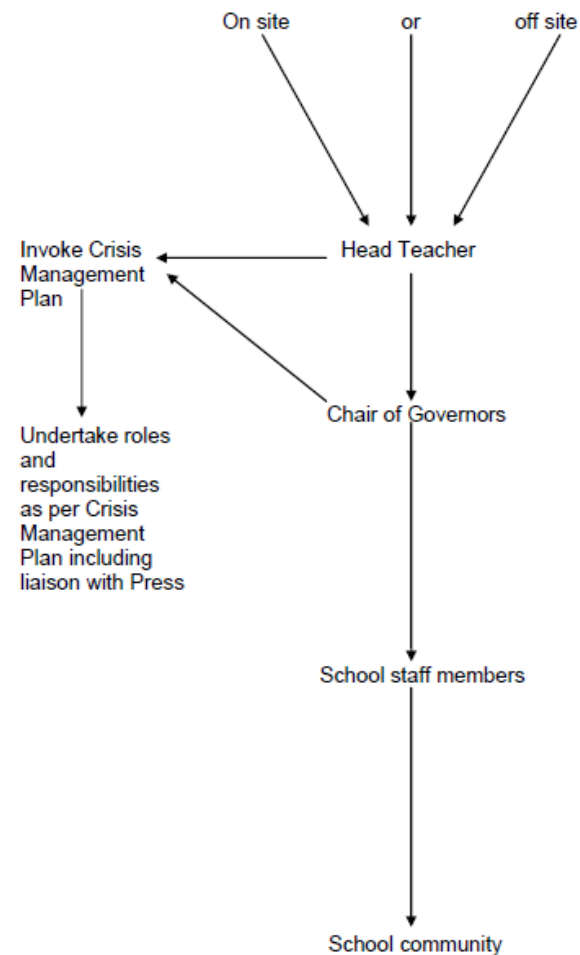 On site or off site
Invoke Crisis
Management
Plan
Head Teacher
Chair of Governors
Undertake roles
and
responsibilities
as per Crisis
Management
Plan including
liaison with Press
School staff members
School community